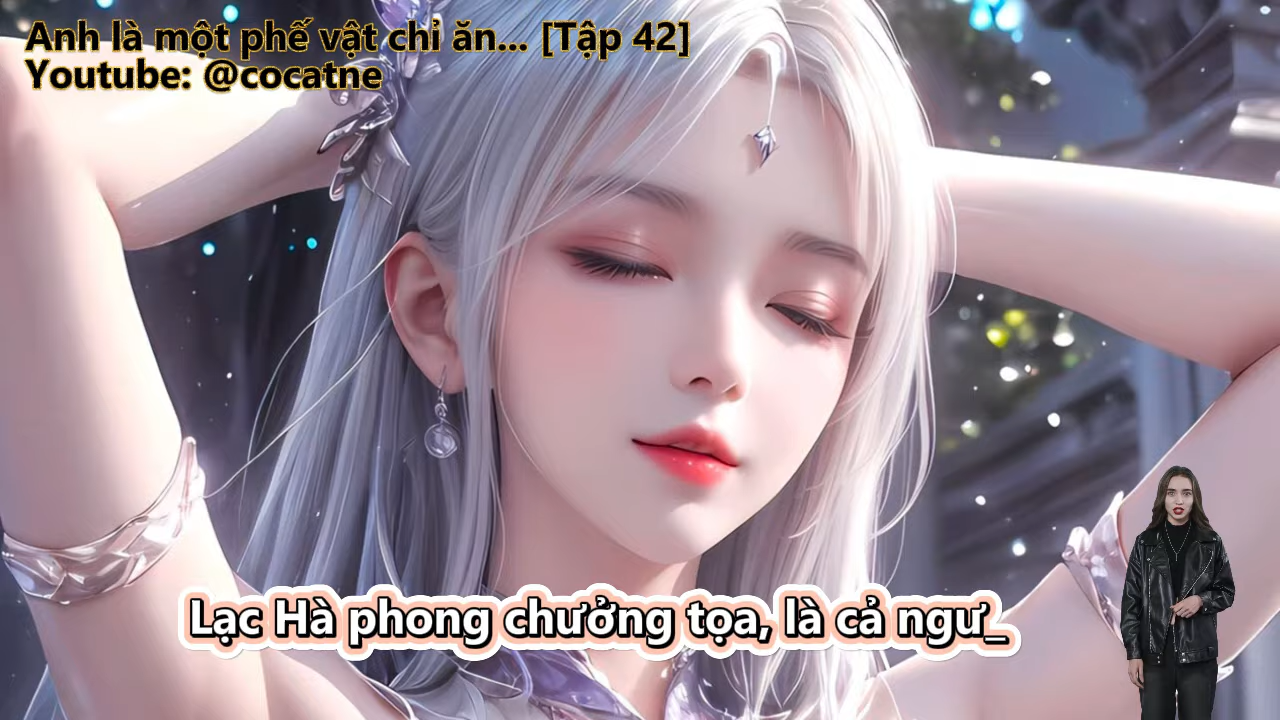 Anh là một phế vật chỉ ăn... [Tập 42]
Youtube: @cocatne
Lạc Hà phong chưởng tọa, là cả ngư_